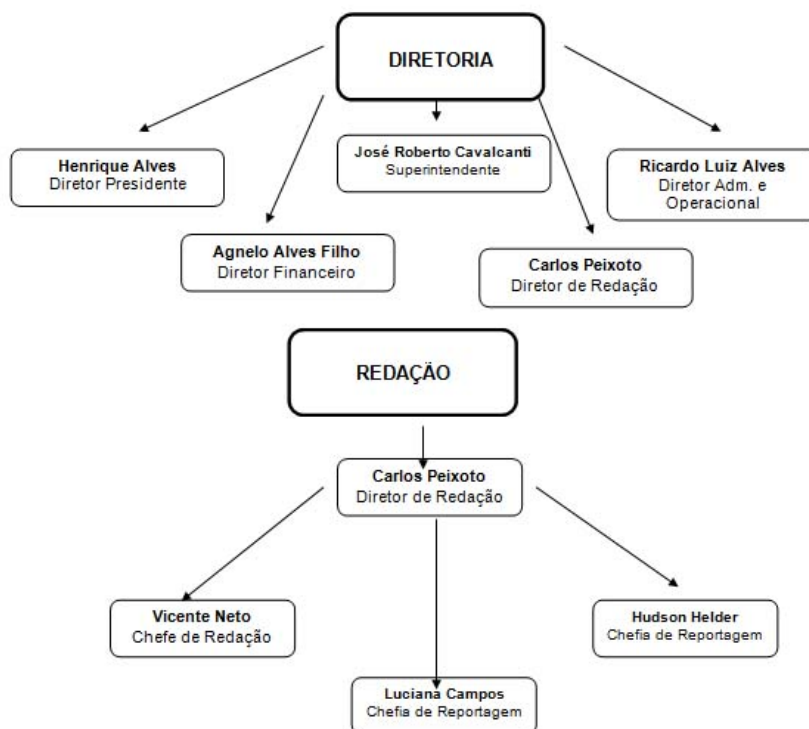 DIRETORIA
Henrique Alves
Diretor Presidente
José Roberto Cavalcanti
Superintendente
Ricardo Luiz Alves
Diretor Adm. e
Operacional
Agnelo Alves Filho
Diretor Financeiro
Carlos Peixoto
Diretor de Redação
REDAÇÃO
Carlos Peixoto
Diretor de Redação
Vicente Neto
Chefe de Redação
Hudson Helder
Chefia de Reportagem
Luciana Campos
Chefia de Reportagem